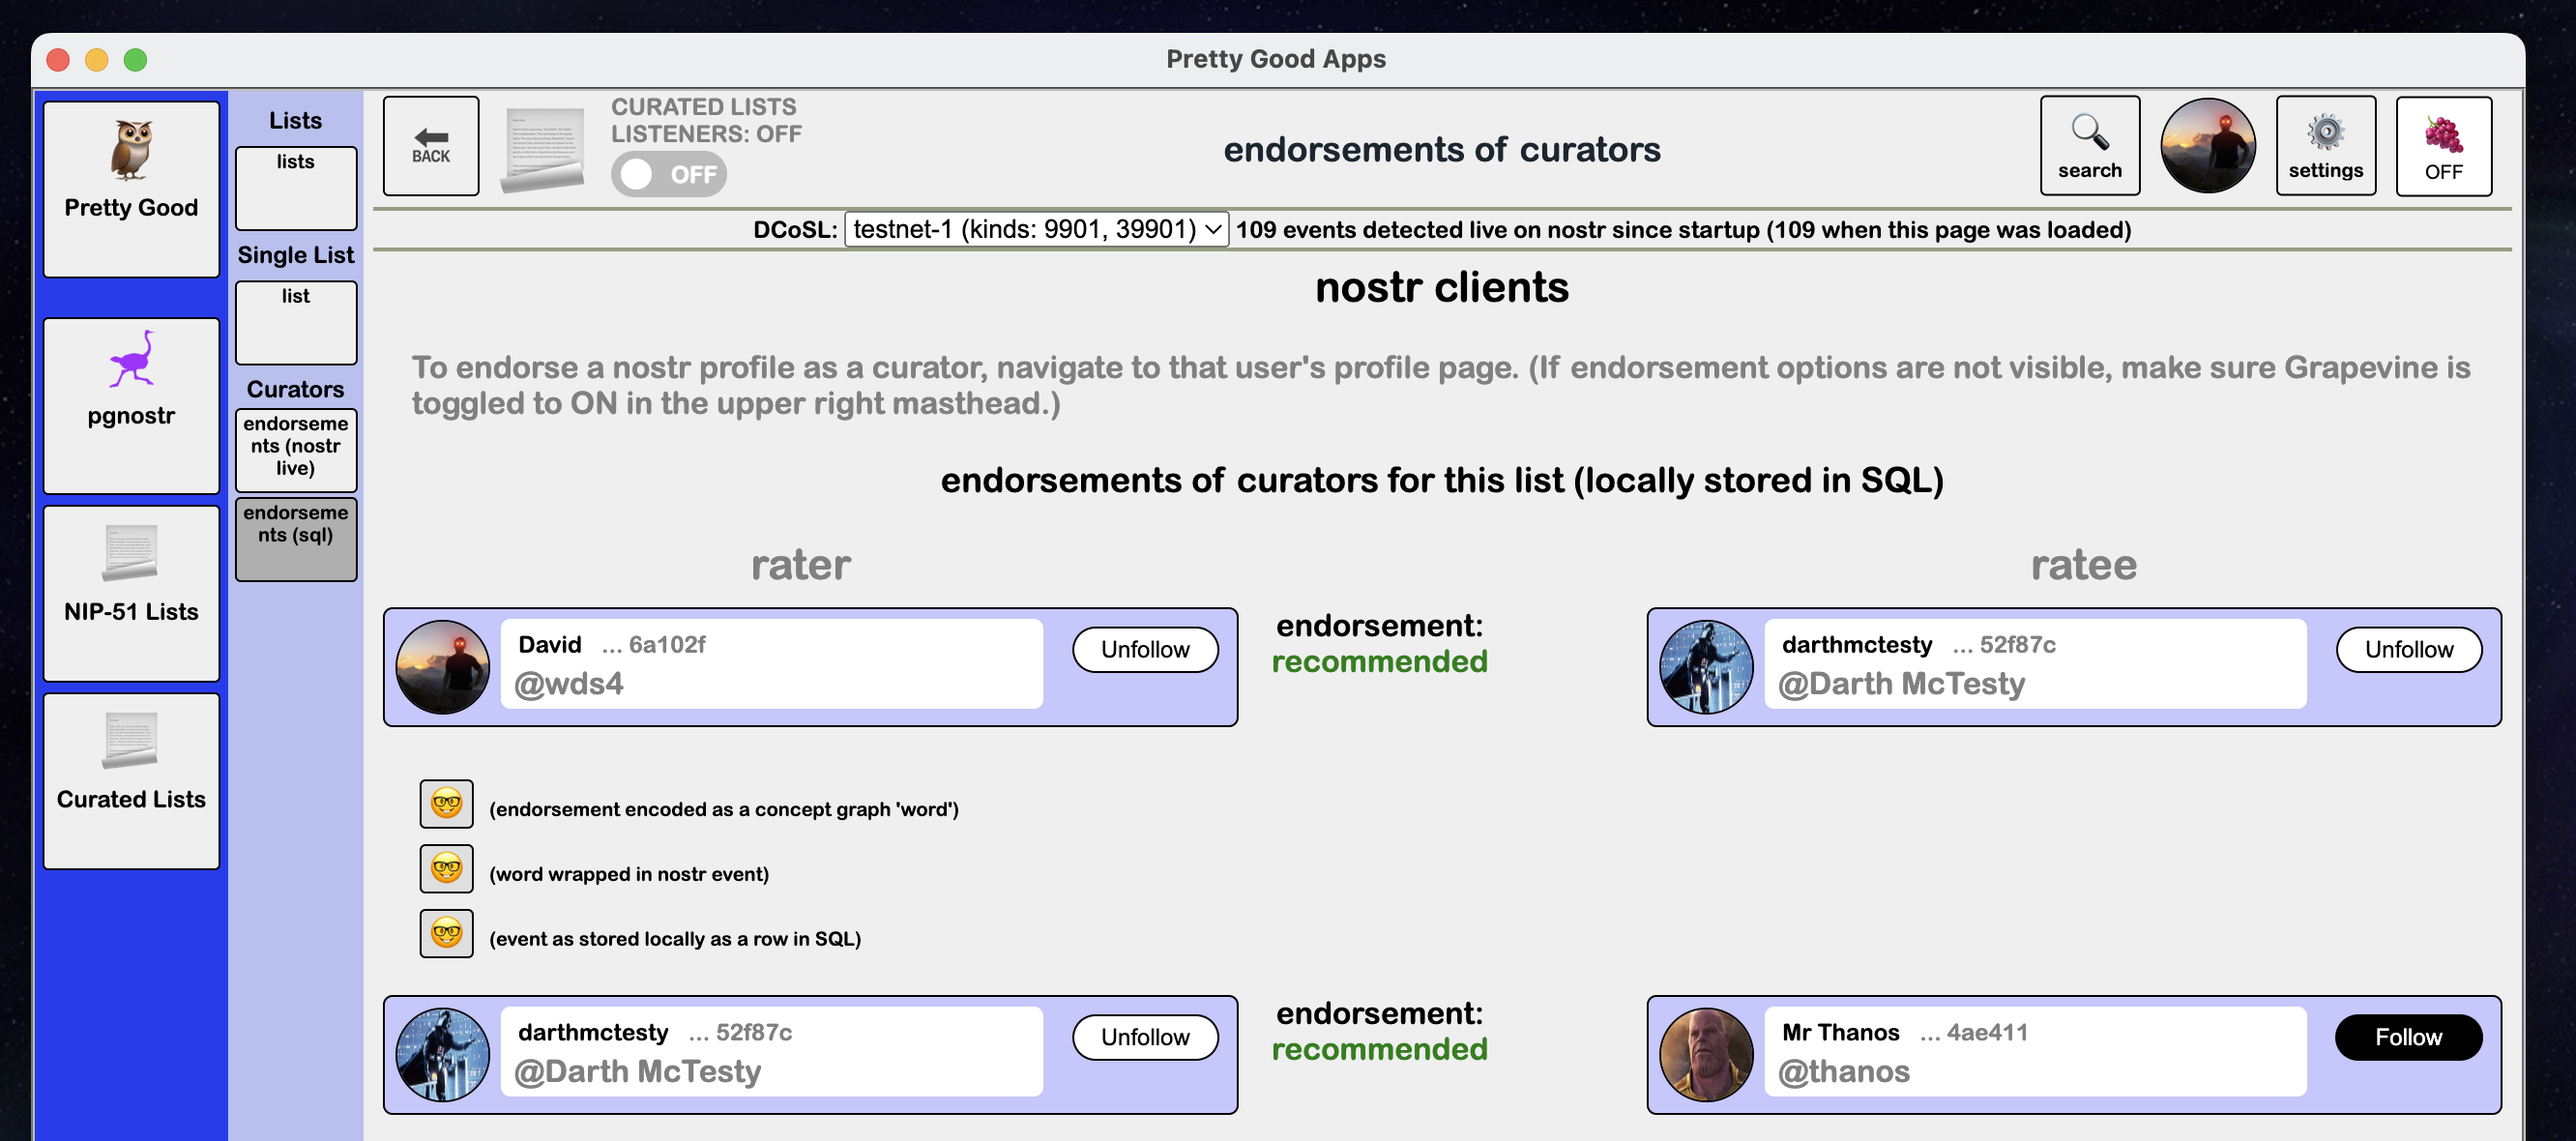 Pretty Good Apps
Pretty Good
pgnostr
NIP-51 Lists
Curated Lists
Lists
lists
Single List
list
Curators
endorseme
nts (nostr
live)
endorseme
nts (sql)
BACK
CURATED LISTS
LISTENERS: OFF
OFF
endorsements of curators
search
settings
OFF
DCoSL: testnet-1 (kinds: 9901, 39901) 109 events detected live on nostr since startup (109 when this page was loaded)
nostr clients
To endorse a nostr profile as a curator, navigate to that user's profile page. (If endorsement options are not visible, make sure Grapevine is
toggled to ON in the upper right masthead.)
endorsements of curators for this list (locally stored in SQL)
rater
ratee
David ... 6a102f
@wds4
Unfollow
endorsement:
recommended
darthmctesty ... 52f87c
@Darth McTesty
Unfollow
(endorsement encoded as a concept graph 'word')
(word wrapped in nostr event)
(event as stored locally as a row in SQL)
darthmctesty ... 52f87c
@Darth McTesty
Unfollow
endorsement:
recommended
Mr Thanos ... 4ae411
@thanos
Follow